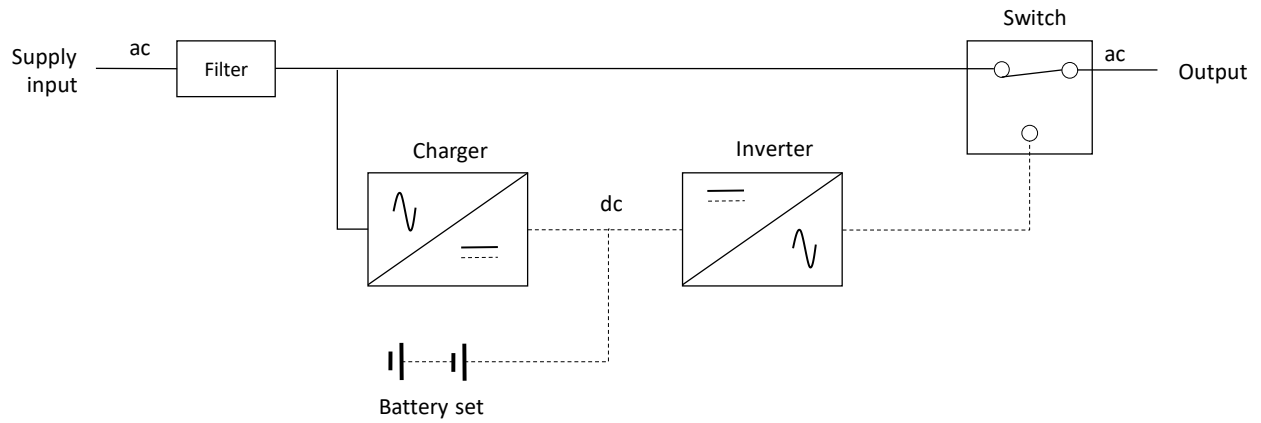 Switch
ac
ac
Supply
input
Filter
Output
Charger
Inverter
dc
Battery set